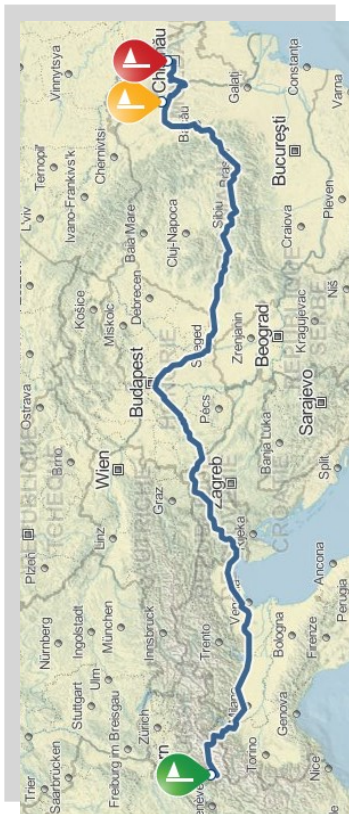 Trier
Plzeň
Ostrava
L'viv
Ternopil'
Vinnytsya
Saarbrücken
Nürnberg
Brno
Košice
Ivano-Frankivs'k
Stuttgart
Ingolstadt
Linz
Wien
Miskolc
Chernivtsi
Ulm
München
Freiburg im Breisgau
Budapest
Debrecen
Baia Mare
Zürich
Innsbruck
Graz
HONGRIE
Cluj-Napoca
Bacău
Trento
Zagreb
Pécs
Szeged
Sibiu
Galați
Milano
Torino
Zrenjanin
Beograd
Craiova
București
Genova
Bologna
Banja Luka
Sarajevo
Kragujevac
Pleven
Constanța
Nice
Firenze
Ancona
Split
Niš
Varna
Perugia